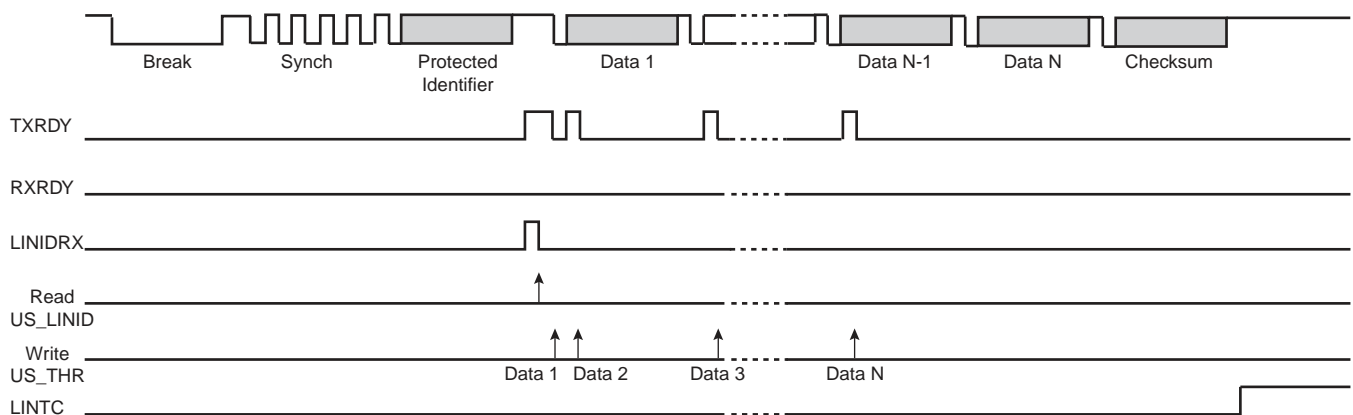 Break Synch Protected Identifier Data 1 Data N-1 Data N Checksum
TXRDY
RXRDY
LINIDRX
Read
US_LINID
Write
US_THR
Data 1 Data 2 Data 3 Data N
LINTC